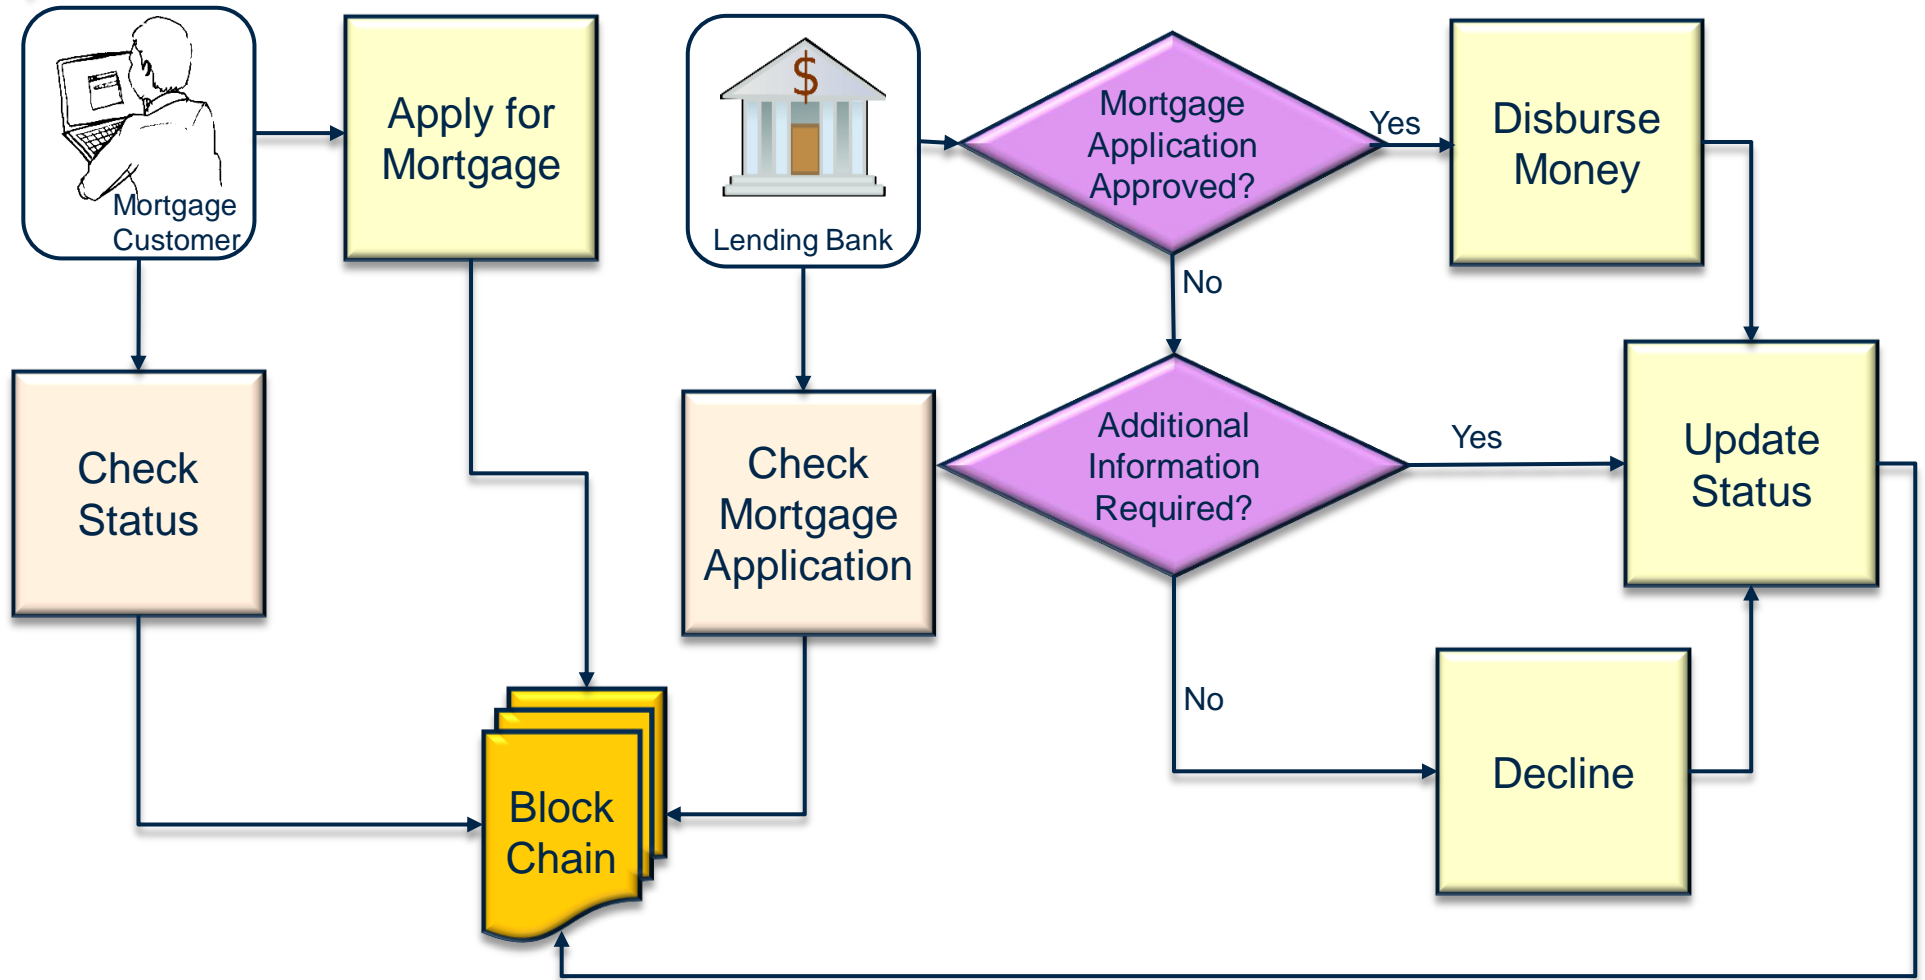 Mortgage
Customer
Apply for
Mortgage
$
Lending Bank
Mortgage
Application
Approved?
Yes
Disburse
Money
No
Check
Status
Check
Mortgage
Application
Additional
Information
Required?
Yes
Update
Status
No
Decline
Block
Chain